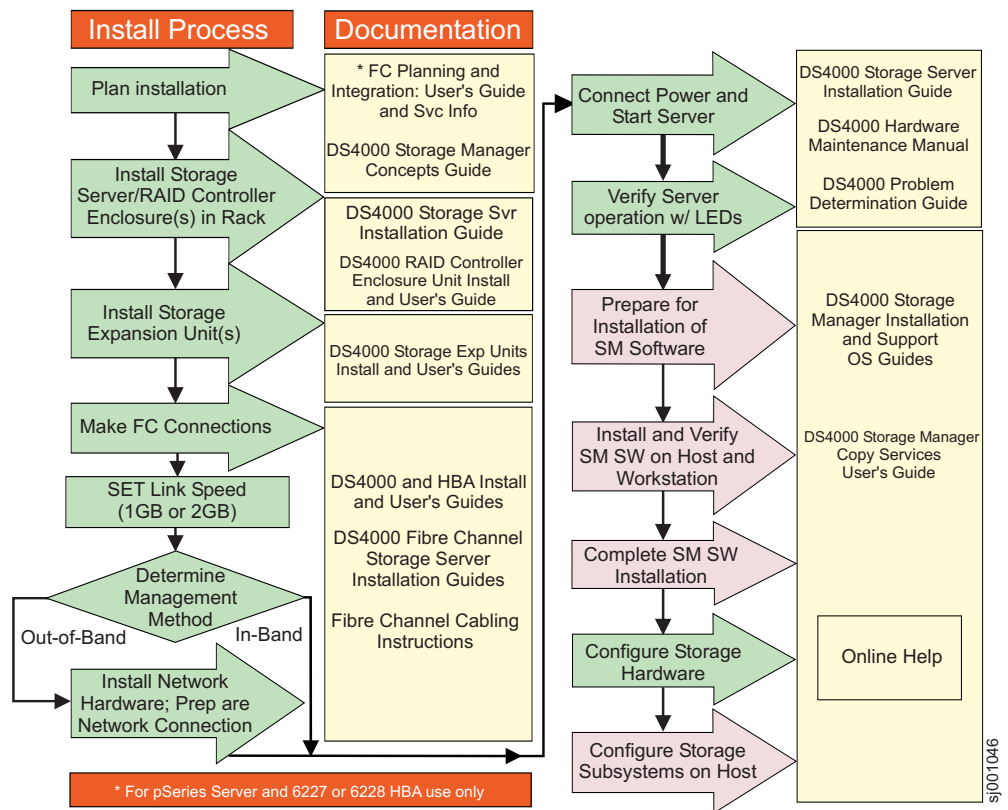 Install Process
Documentation
Plan installation
* FC Planning and
Integration: User's Guide
and Svc Info
DS4000 Storage Manager
Concepts Guide
Install Storage
Server/RAID Controller
Enclosure(s) in Rack
DS4000 Storage Svr
Installation Guide
DS4000 RAID Controller
Enclosure Unit Install
and User's Guide
Install Storage
Expansion Unit(s)
DS4000 Storage Exp Units
Install and User's Guides
Make FC Connections
SET Link Speed
(1GB or 2GB)
DS4000 and HBA Install
and User's Guides
DS4000 Fibre Channel
Storage Server
Installation Guides
Fibre Channel Cabling
Instructions
Determine
Management
Method
Out-of-Band
In-Band
Install Network
Hardware; Prep are
Network Connection
* For pSeries Server and 6227 or 6228 HBA use only
Connect Power and
Start Server
DS4000 Storage Server
Installation Guide
DS4000 Hardware
Maintenance Manual
DS4000 Problem
Determination Guide
Verify Server
operation w/ LEDs
Prepare for
Installation of
SM Software
DS4000 Storage
Manager Installation
and Support
OS Guides
Install and Verify
SM SW on Host and
Workstation
DS4000 Storage Manager
Copy Services
User's Guide
Complete SM SW
Installation
Configure Storage
Hardware
Online Help
Configure Storage
Subsystems on Host
sj001046